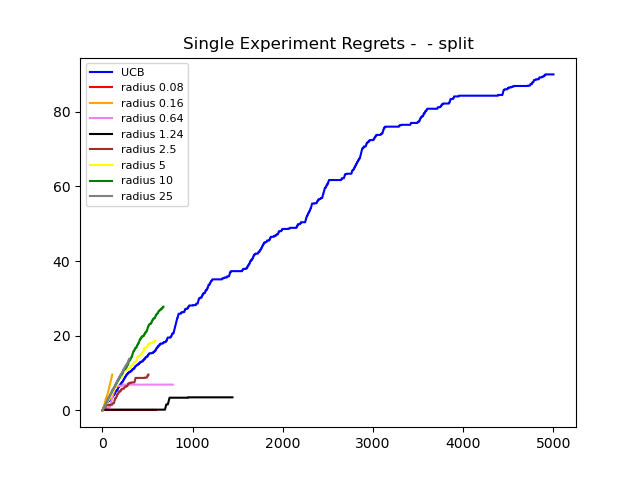 Single Experiment Regrets -  - split
UCB
radius 0.08
radius 0.16
radius 0.64
radius 1.24
radius 2.5
radius 5
radius 10
radius 25
80
60
40
20
0
0 1000 2000 3000 4000 5000